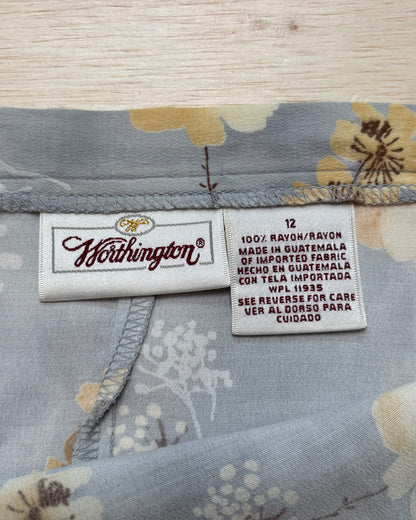 W
Worthington®
12
100% RAYON/RAYON
MADE IN GUATEMALA
OF IMPORTED FABRIC
HECHO EN GUATEMALA
CON TELA IMPORTADA
WPL 11935
SEE REVERSE FOR CARE
VER AL DORSO PARA
CUIDADO